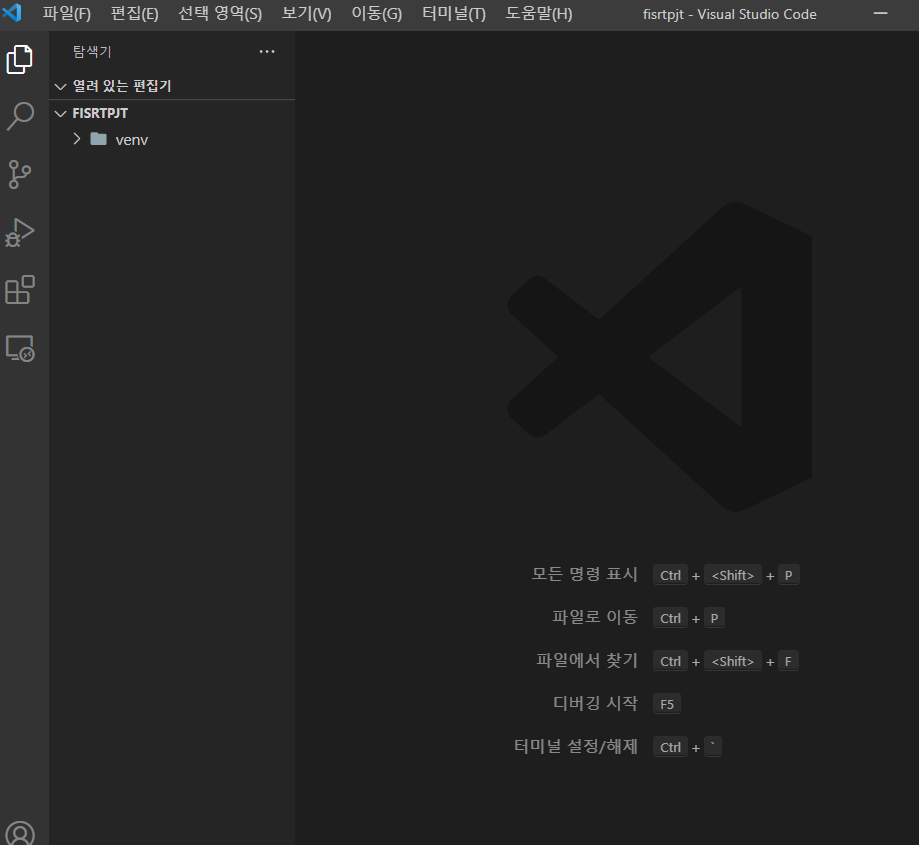 파일(F) 편집(E) 선택 영역(S) 보기(V) 이동(G) 터미널(T) 도움말(H) fisrtpjt - Visual Studio Code
탐색기 ···
열려 있는 편집기
FISRTPJT
venv
모든 명령 표시 Ctrl + <Shift> + P
파일로 이동 Ctrl + P
파일에서 찾기 Ctrl + <Shift> + F
디버깅 시작 F5
터미널 설정/해제 Ctrl + `